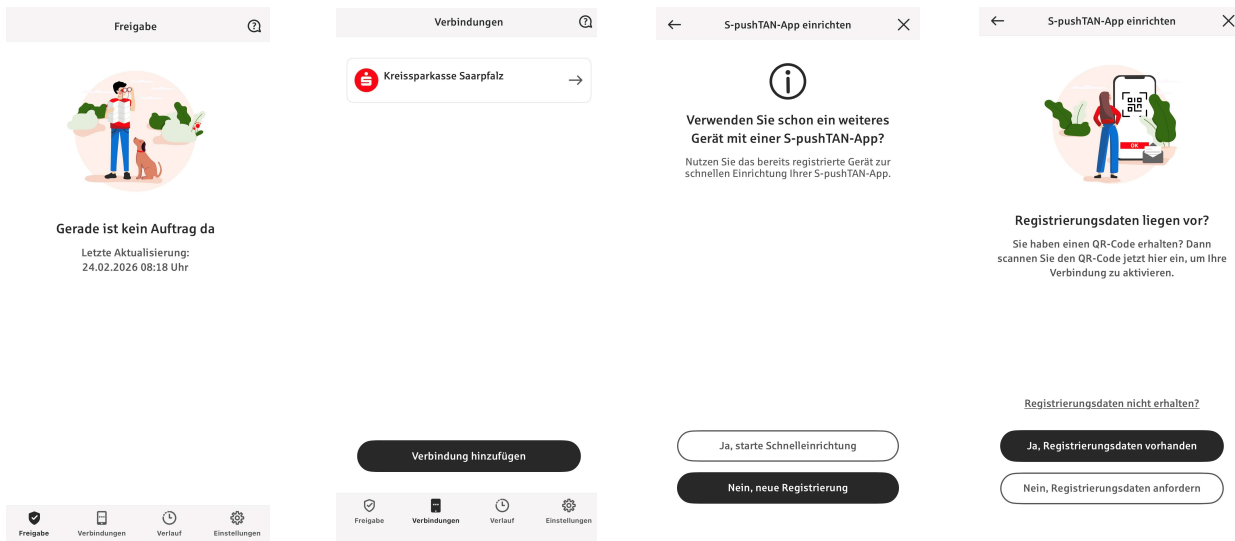 Freigabe
Gerade ist kein Auftrag da
Letzte Aktualisierung:
24.02.2026 08:18 Uhr
Freigabe
Verbindungen
Verlauf
Einstellungen
Verbindungen
Kreissparkasse Saarpfalz
Verbindung hinzufügen
Freigabe
Verbindungen
Verlauf
Einstellungen
S-pushTAN-App einrichten
Verwenden Sie schon ein weiteres
Gerät mit einer S-pushTAN-App?
Nutzen Sie das bereits registrierte Gerät zur
schnellen Einrichtung Ihrer S-pushTAN-App.
Ja, starte Schnelleinrichtung
Nein, neue Registrierung
S-pushTAN-App einrichten
OK
Registrierungsdaten liegen vor?
Sie haben einen QR-Code erhalten? Dann
scannen Sie den QR-Code jetzt hier ein, um Ihre
Verbindung zu aktivieren.
Registrierungsdaten nicht erhalten?
Ja, Registrierungsdaten vorhanden
Nein, Registrierungsdaten anfordern